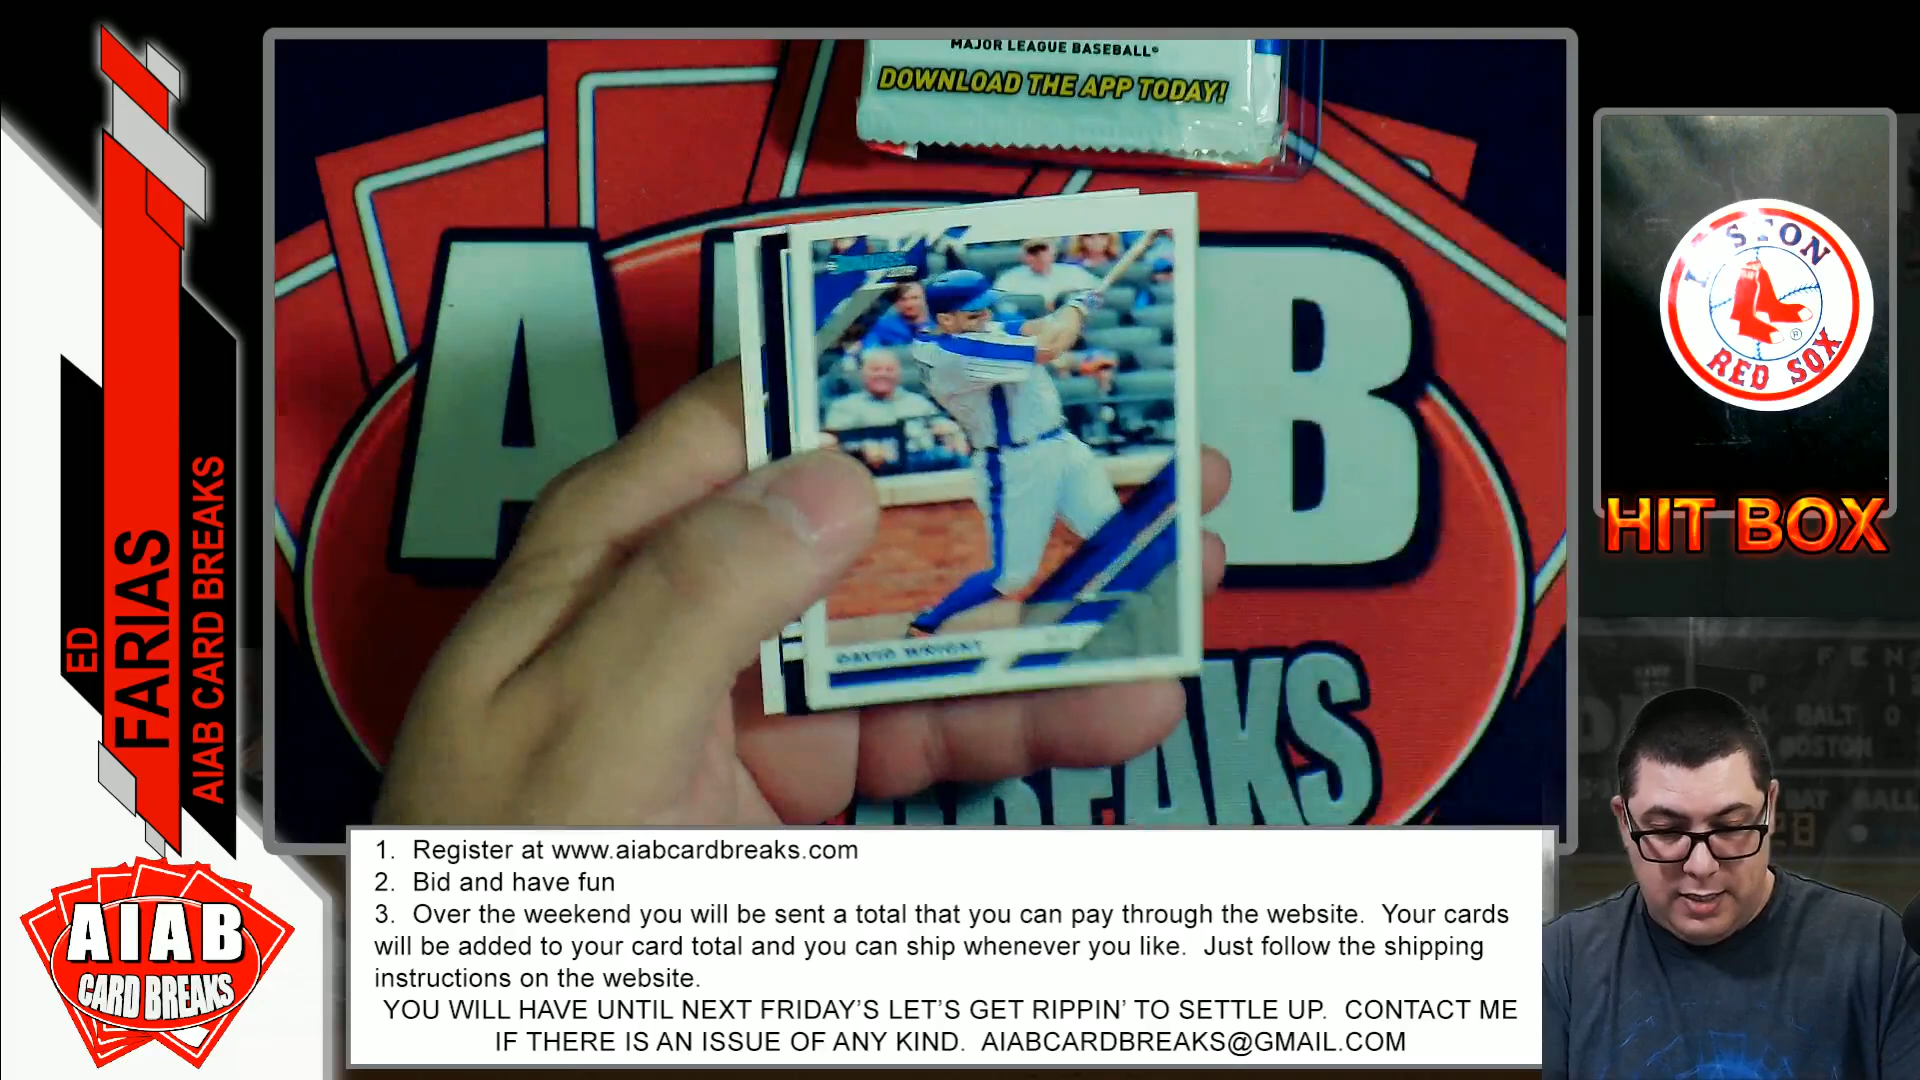 MAJOR LEAGUE BASEBALL®
DOWNLOAD THE APP TODAY!
DAVID WRIGHT
BREAKS
RED SOX
HIT BOX
ED
FARIAS
AIAB CARD BREAKS
AIAB
CARD BREAKS
1. Register at www.aiabcardbreaks.com
2. Bid and have fun
3. Over the weekend you will be sent a total that you can pay through the website. Your cards
will be added to your card total and you can ship whenever you like. Just follow the shipping
instructions on the website.
YOU WILL HAVE UNTIL NEXT FRIDAY'S LET'S GET RIPPIN' TO SETTLE UP. CONTACT ME
IF THERE IS AN ISSUE OF ANY KIND. AIABCARDBREAKS@GMAIL.COM
BALT 0
BOSTON
BALL
28